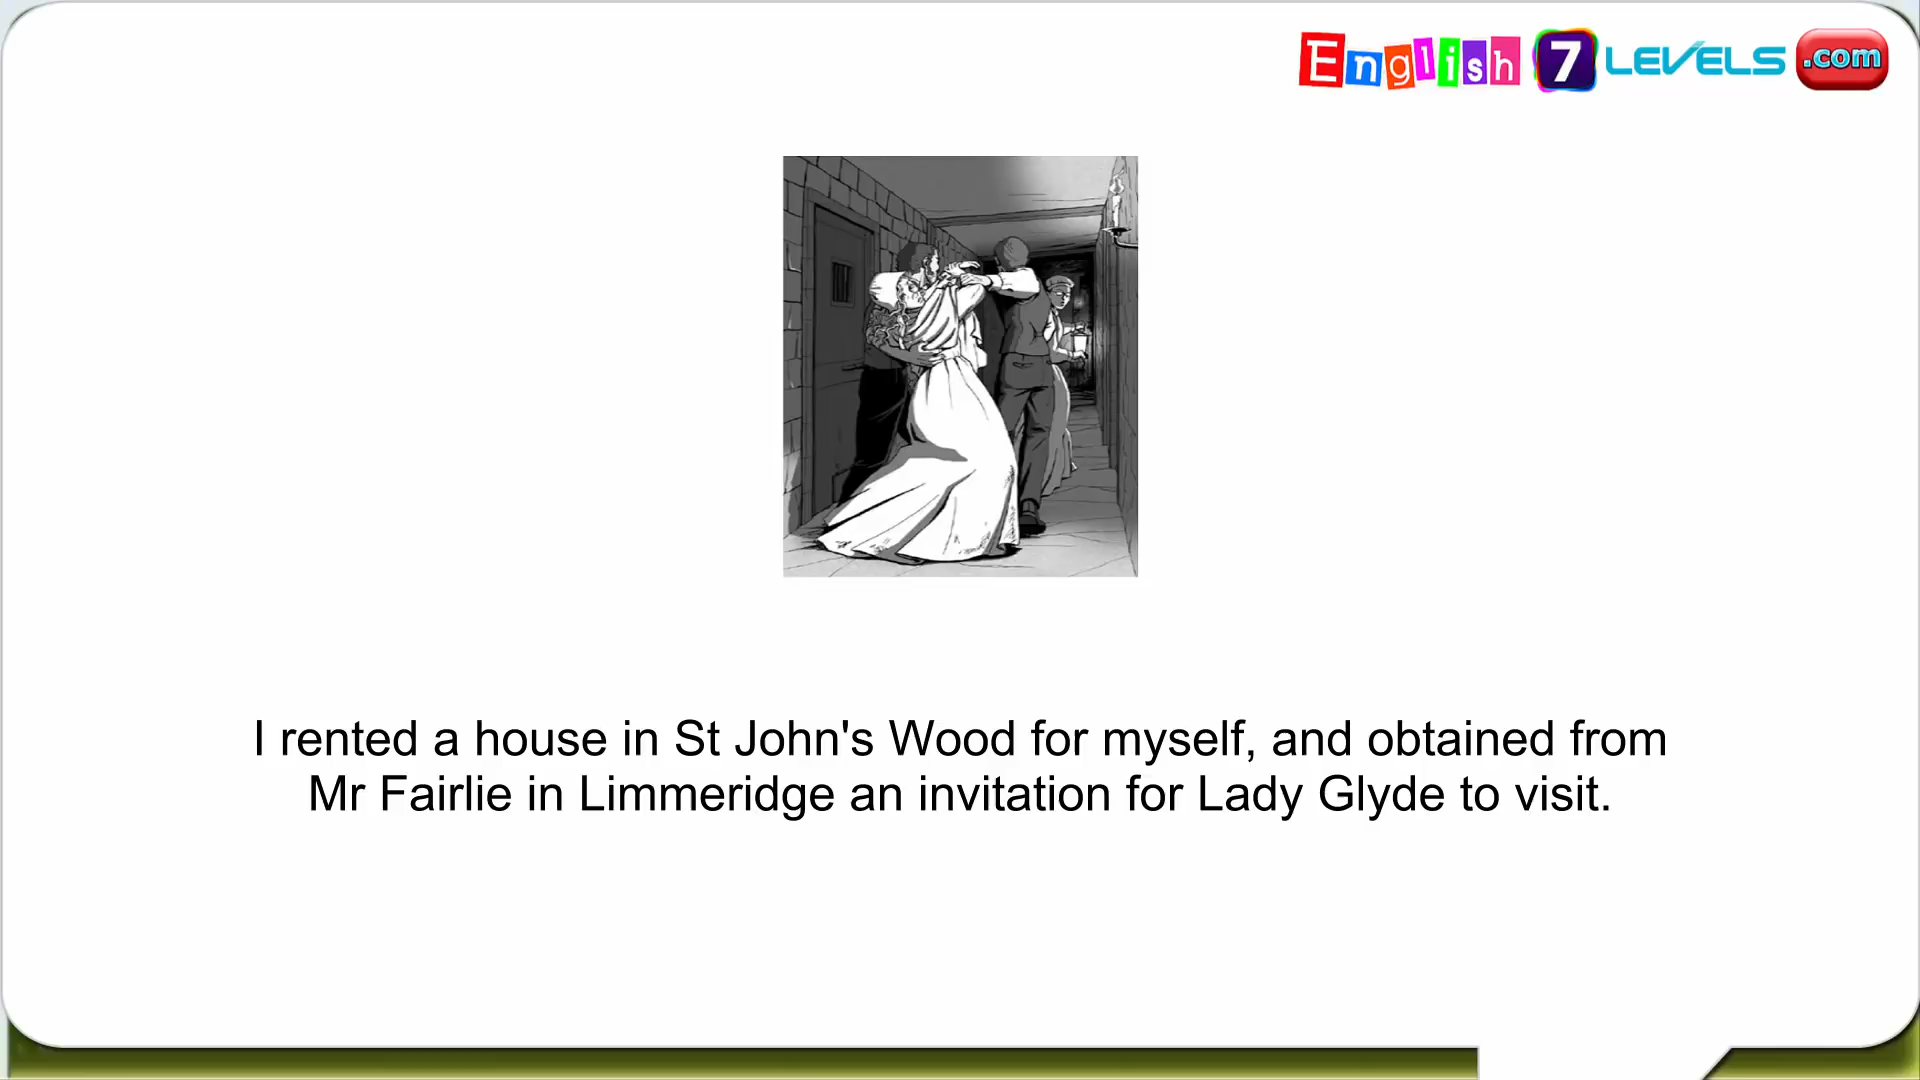 English 7 LEVELS .com
I rented a house in St John's Wood for myself, and obtained from
Mr Fairlie in Limmeridge an invitation for Lady Glyde to visit.